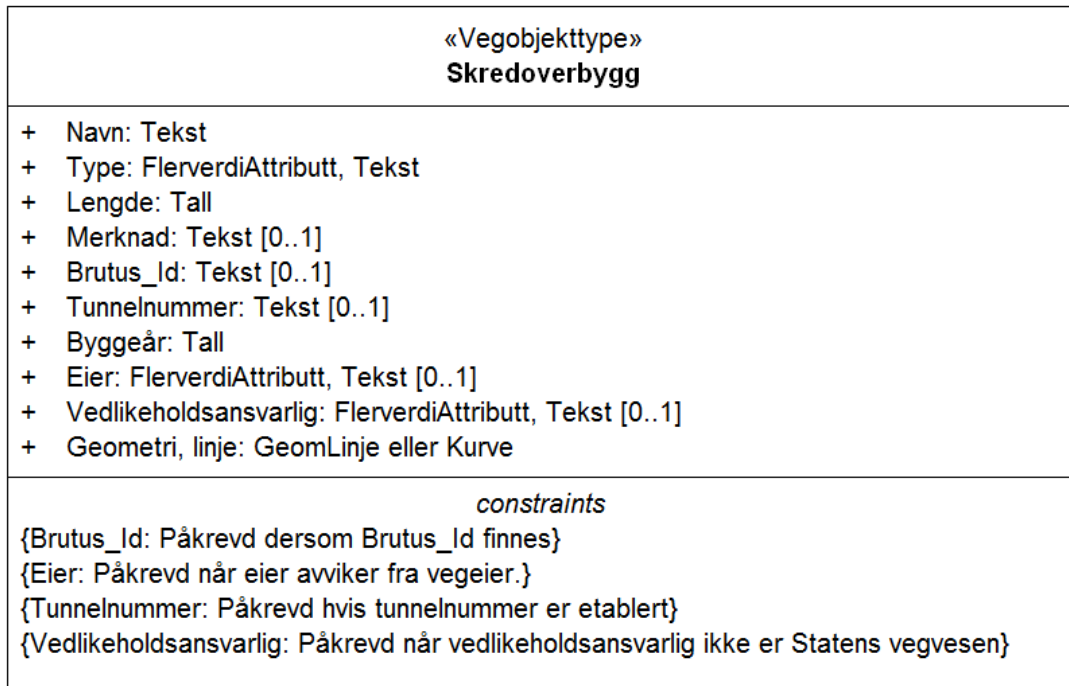 «Vegobjekttype»
Skredoverbygg
+ Navn: Tekst
+ Type: FlerverdiAttributt, Tekst
+ Lengde: Tall
+ Merknad: Tekst [0..1]
+ Brutus_Id: Tekst [0..1]
+ Tunnelnummer: Tekst [0..1]
+ Byggeår: Tall
+ Eier: FlerverdiAttributt, Tekst [0..1]
+ Vedlikeholdsansvarlig: FlerverdiAttributt, Tekst [0..1]
+ Geometri, linje: GeomLinje eller Kurve
constraints
{Brutus_Id: Påkrevd dersom Brutus_Id finnes}
{Eier: Påkrevd når eier avviker fra vegeier.}
{Tunnelnummer: Påkrevd hvis tunnelnummer er etablert}
{Vedlikeholdsansvarlig: Påkrevd når vedlikeholdsansvarlig ikke er Statens vegvesen}